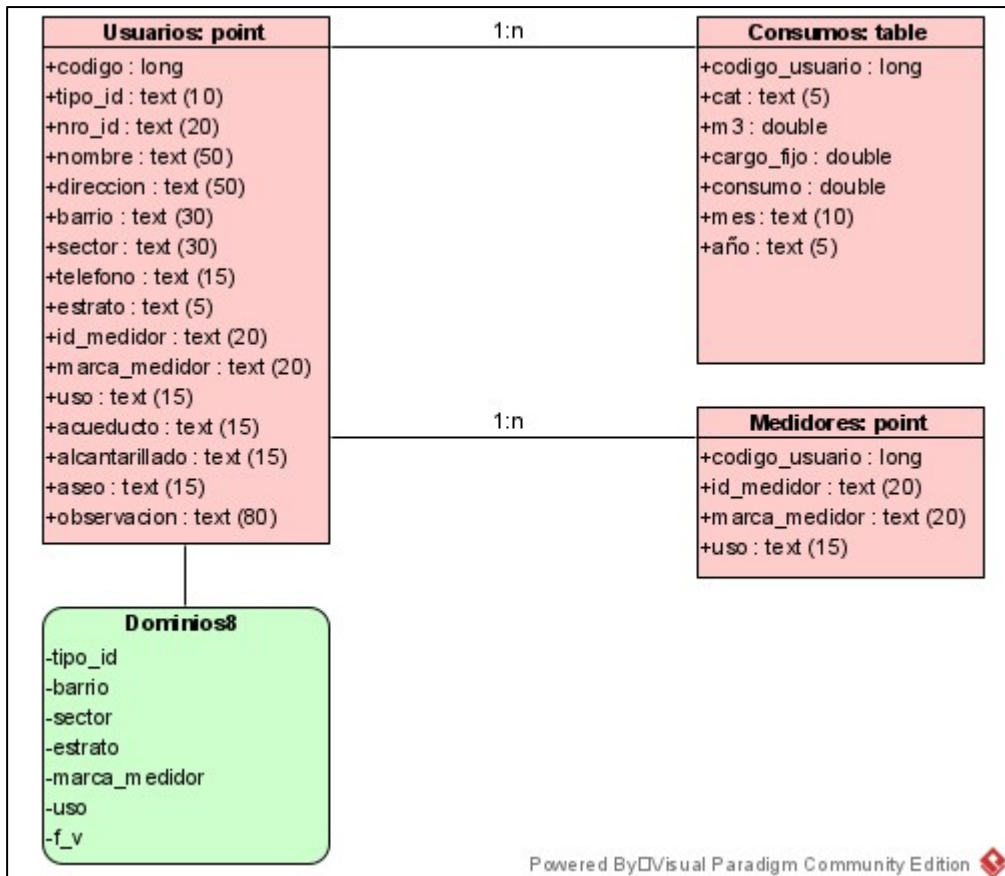 Usuarios: point
+codigo : long
+tipo_id : text (10)
+nro_id : text (20)
+nombre : text (50)
+direccion : text (50)
+barrio : text (30)
+sector : text (30)
+telefono : text (15)
+estrato : text (5)
+id_medidor : text (20)
+marca_medidor : text (20)
+uso : text (15)
+acueducto : text (15)
+alcantarillado : text (15)
+aseo : text (15)
+observacion : text (80)
1:n
Consumos: table
+codigo_usuario : long
+cat : text (5)
+m3 : double
+cargo_fijo : double
+consumo : double
+mes : text (10)
+año : text (5)
1:n
Medidores: point
+codigo_usuario : long
+id_medidor : text (20)
+marca_medidor : text (20)
+uso : text (15)
Dominios8
-tipo_id
-barrio
-sector
-estrato
-marca_medidor
-uso
-f_v
Powered By□Visual Paradigm Community Edition